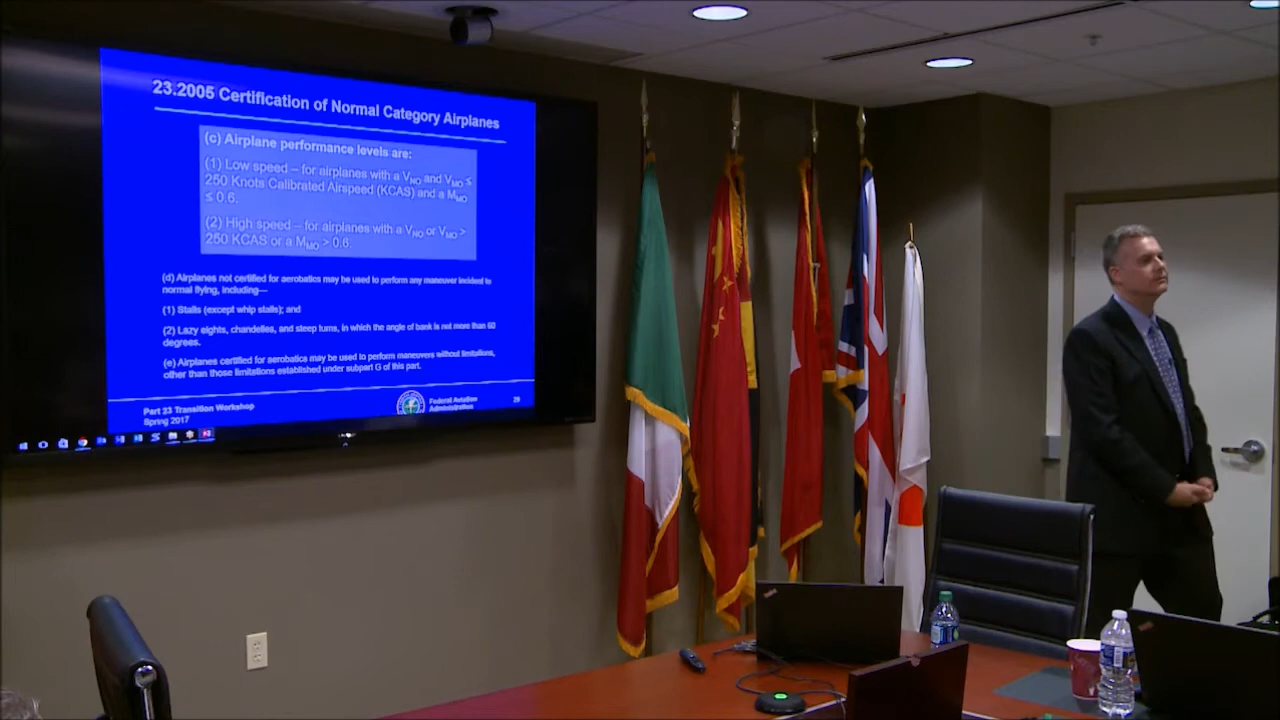 23.2005 Certification of Normal Category Airplanes
(c) Airplane performance levels are:
(1) Low speed – for airplanes with a VNO and VMO ≤
250 Knots Calibrated Airspeed (KCAS) and a MMO
≤ 0.6.
(2) High speed – for airplanes with a VNO or VMO >
250 KCAS or a MMO > 0.6.
(d) Airplanes not certified for aerobatics may be used to perform any maneuver incident to
normal flying, including—
(1) Stalls (except whip stalls); and
(2) Lazy eights, chandelles, and steep turns, in which the angle of bank is not more than 60
degrees.
(e) Airplanes certified for aerobatics may be used to perform maneuvers without limitations,
other than those limitations established under subpart G of this part.
Part 23 Transition Workshop
Spring 2017
Federal Aviation
Administration
29